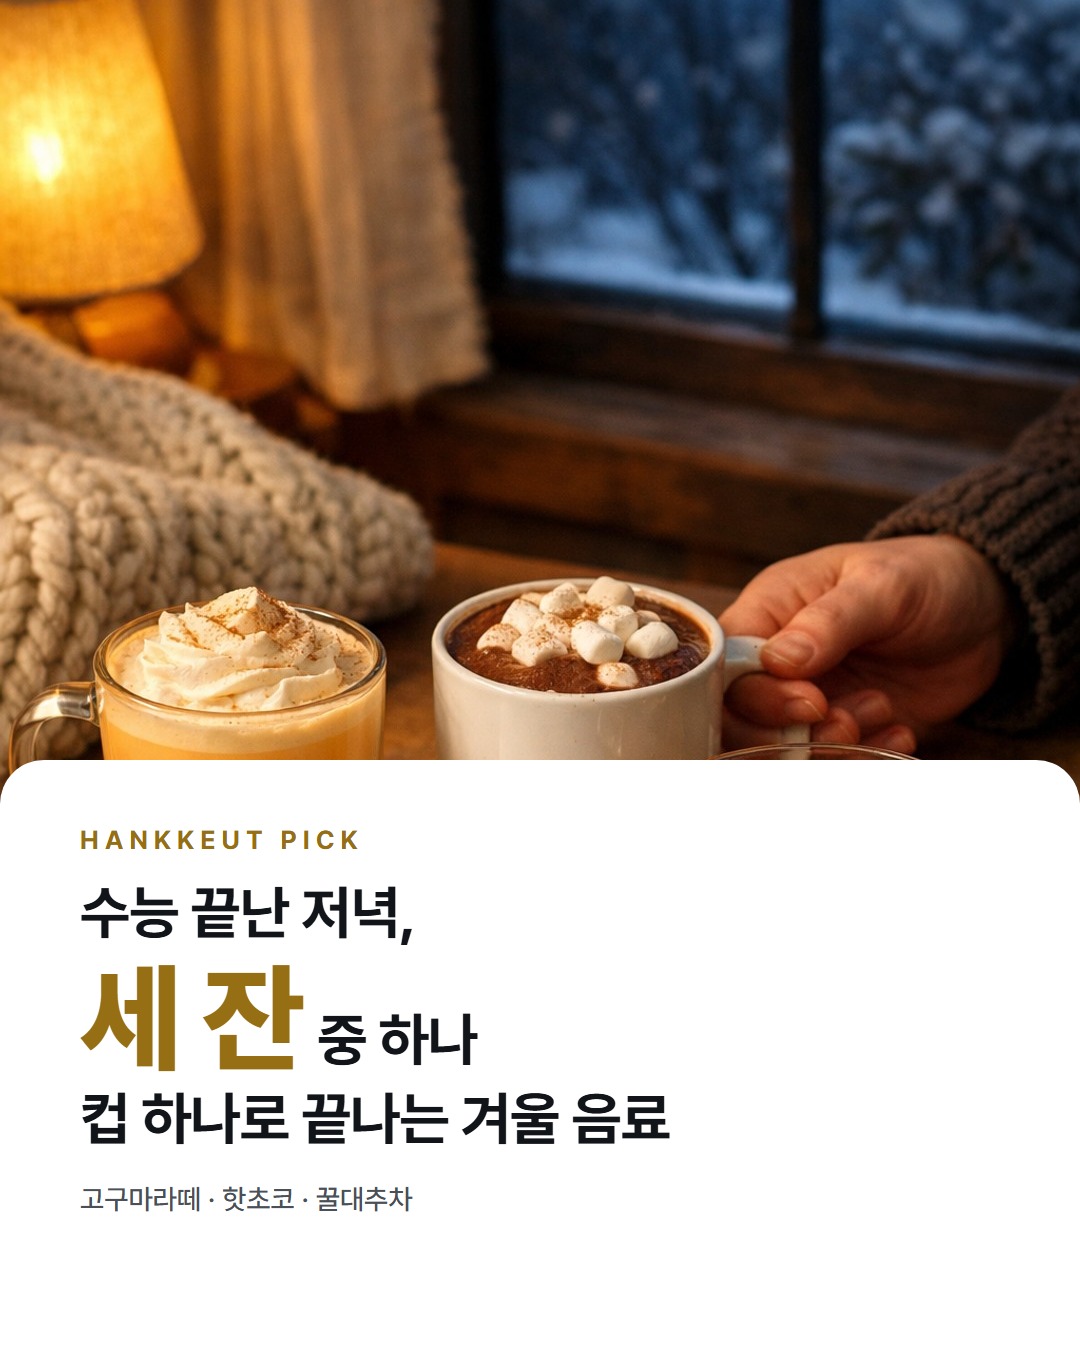 HANKKEUT PICK
수능 끝난 저녁,
세 잔 중 하나
컵 하나로 끝나는 겨울 음료
고구마라떼 · 핫초코 · 꿀대추차